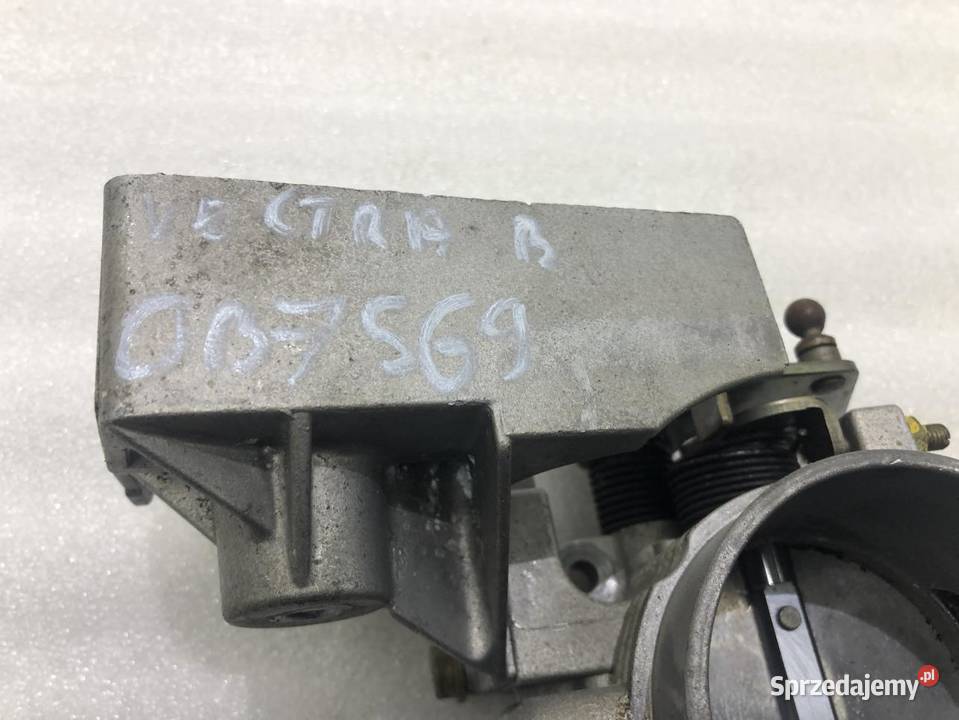 VECTRA B
OB7569
Sprzedajemy.pl